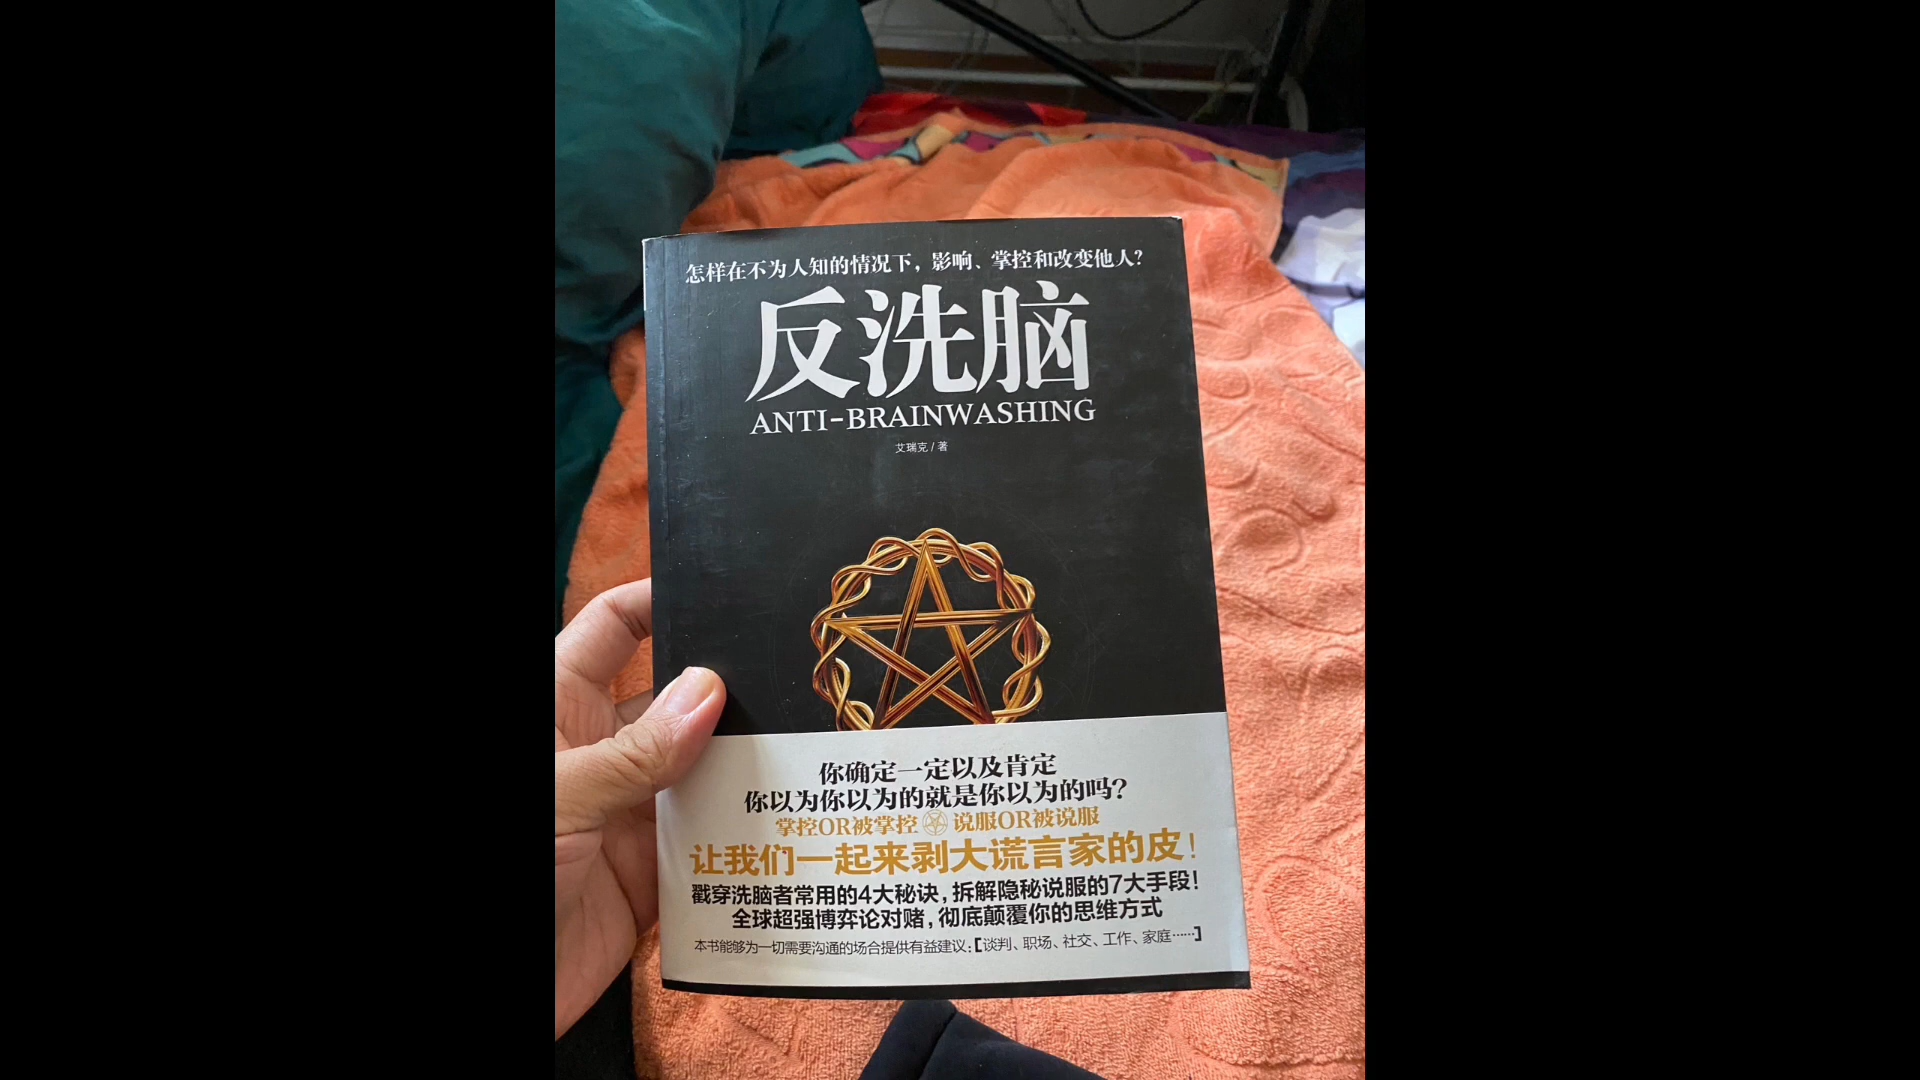 怎样在不为人知的情况下，影响、掌控和改变他人？
反洗脑
ANTI-BRAINWASHING
艾瑞克 / 著
你确定一定以及肯定
你以为你以为的就是你以为的吗？
掌控OR被掌控 说服OR被说服
让我们一起来剥大谎言家的皮！
戳穿洗脑者常用的4大秘诀，拆解隐秘说服的7大手段！
全球超强博弈论对赌，彻底颠覆你的思维方式
本书能够为一切需要沟通的场合提供有益建议：【谈判、职场、社交、工作、家庭……】